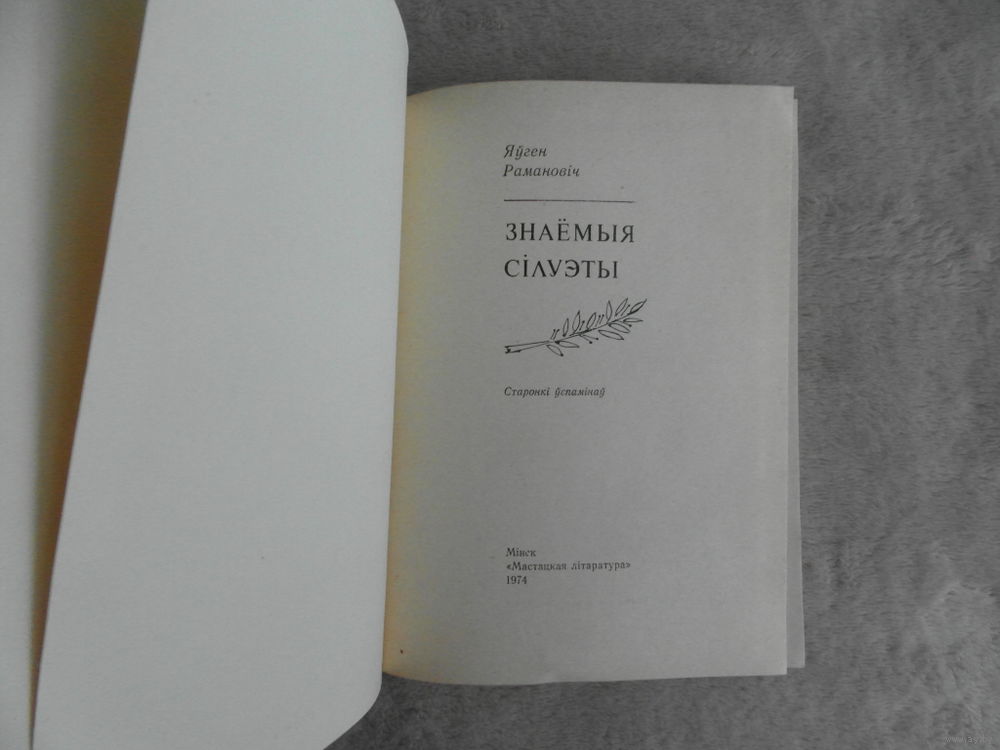 Яўген
Рамановіч
ЗНАЁМЫЯ
СІЛУЭТЫ
Старонкі ўспамінаў
Мінск
«Мастацкая літаратура»
1974